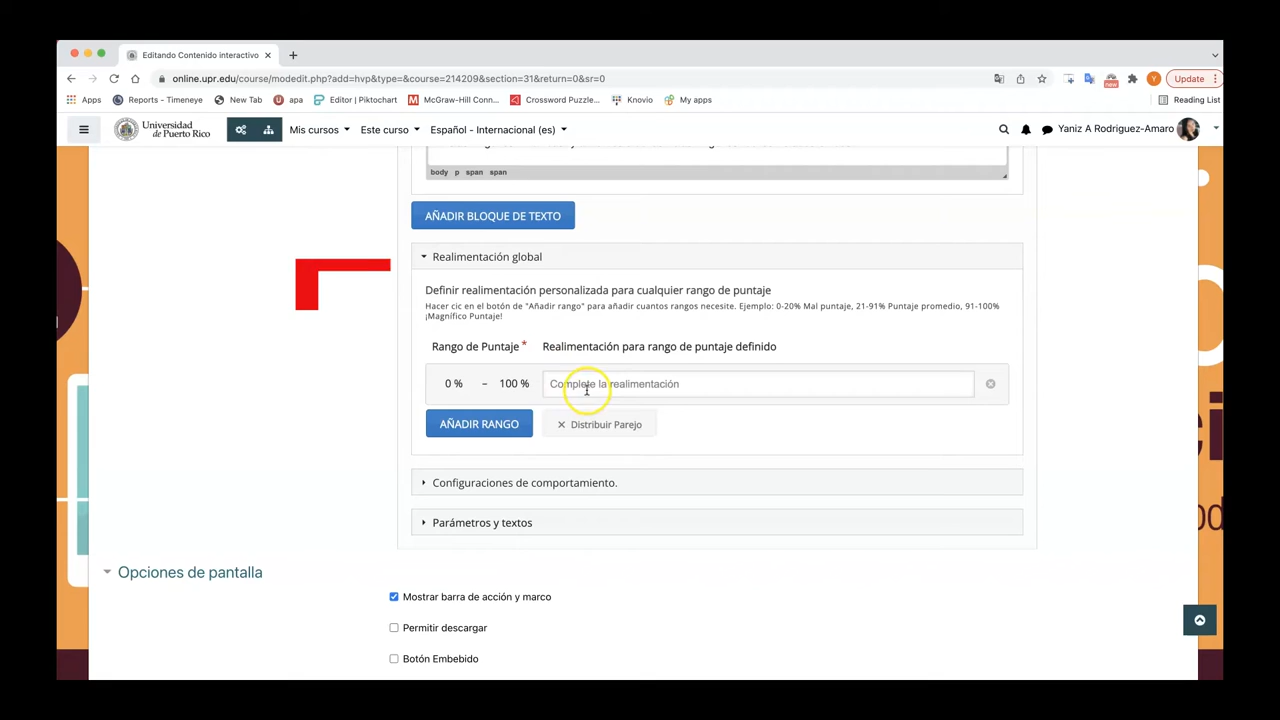 Editando Contenido interactivo
online.upr.edu/course/modedit.php?add=hvp&type=&course=214209&section=31&return=0&sr=0
new
Y
Update
Apps
Reports - Timeneye
New Tab
apa
Editor | Piktochart
McGraw-Hill Conn...
Crossword Puzzle...
Knovio
My apps
Reading List
Universidad
de Puerto Rico
Mis cursos
Este curso
Español - Internacional (es)
Yaniz A Rodriguez-Amaro
body p span span
AÑADIR BLOQUE DE TEXTO
Realimentación global
Definir realimentación personalizada para cualquier rango de puntaje
Hacer cic en el botón de "Añadir rango" para añadir cuantos rangos necesite. Ejemplo: 0-20% Mal puntaje, 21-91% Puntaje promedio, 91-100%
¡Magnífico Puntaje!
Rango de Puntaje *
Realimentación para rango de puntaje definido
0 % – 100 %
Complete la realimentación
AÑADIR RANGO
Distribuir Parejo
Configuraciones de comportamiento.
Parámetros y textos
Opciones de pantalla
Mostrar barra de acción y marco
Permitir descargar
Botón Embebido